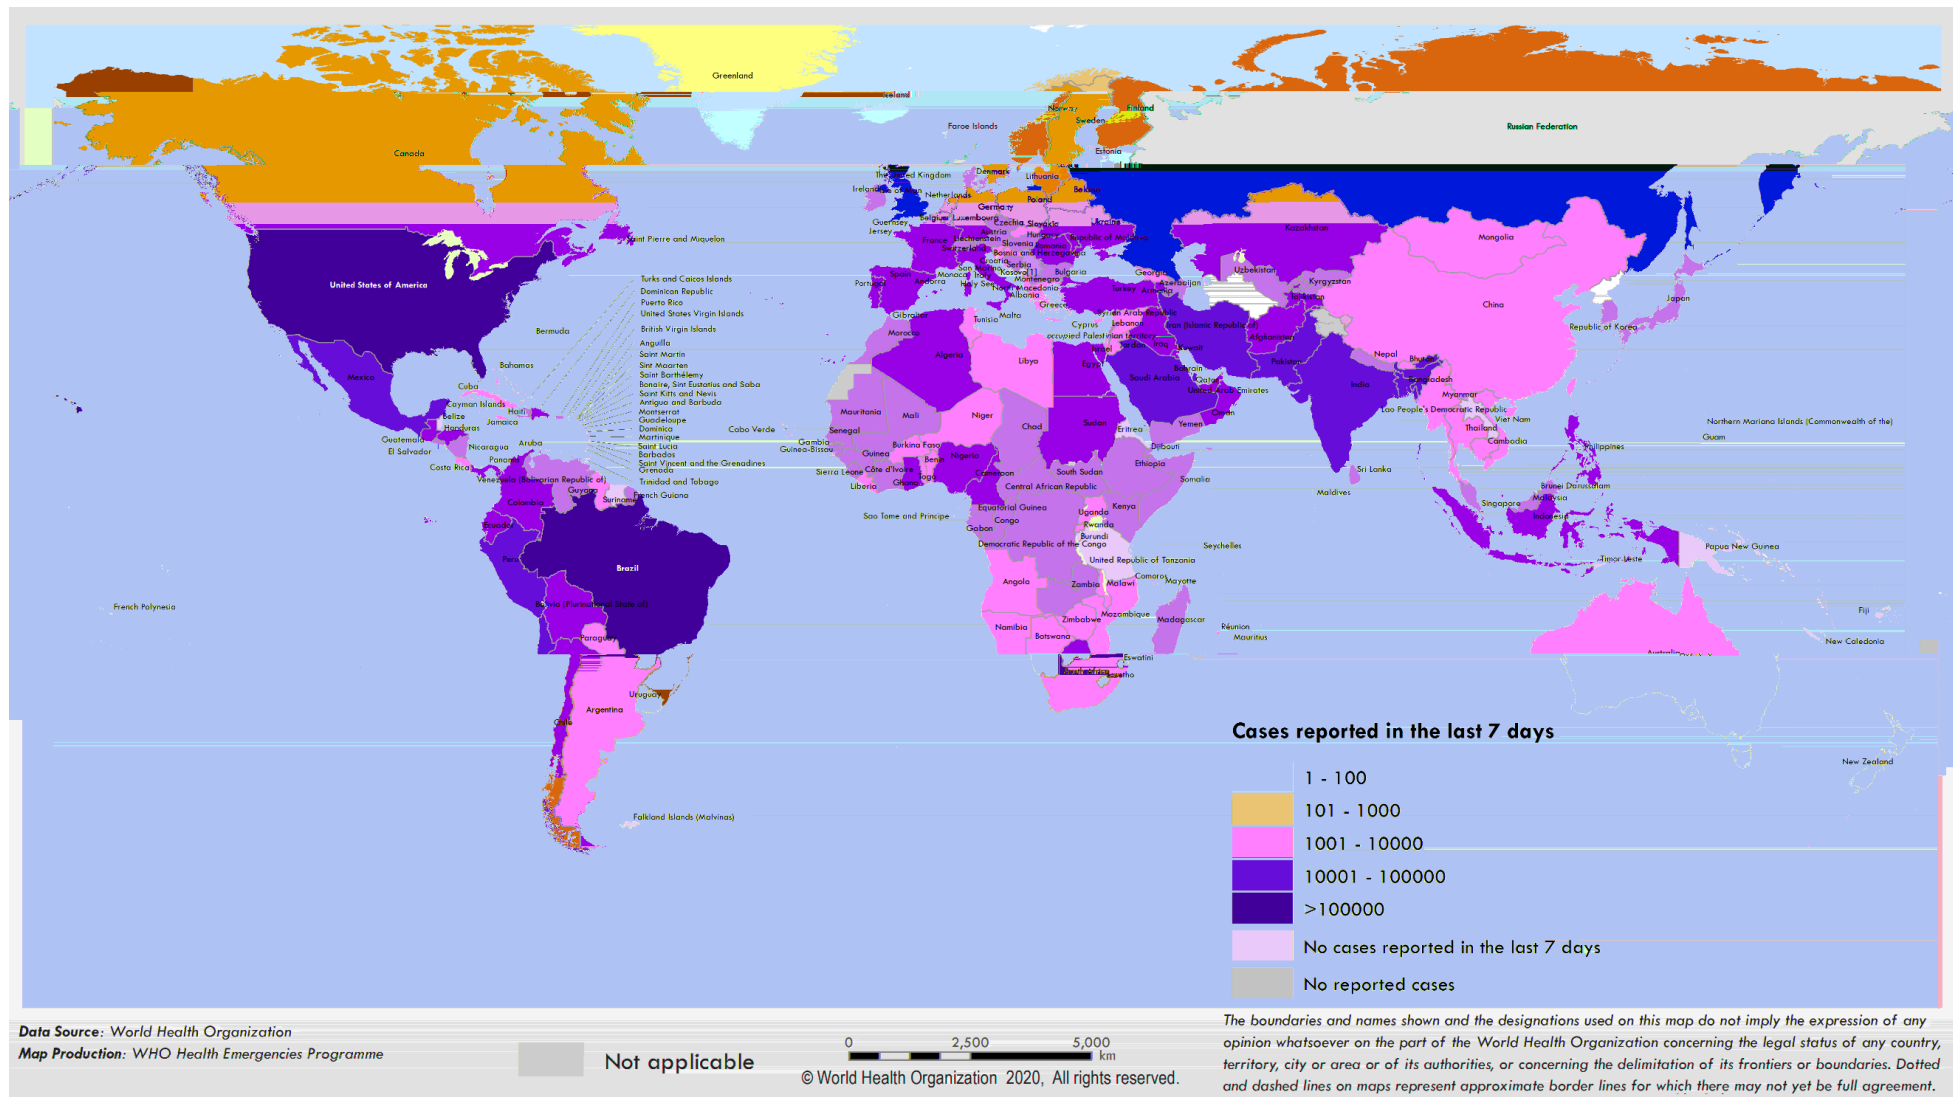 Greenland
Iceland
Norway
Finland
Sweden
Faroe Islands
Russian Federation
Canada
Estonia
The United Kingdom
Denmark
Lithuania
Ireland
Isle of Man
Netherlands
Belarus
Poland
Germany
Guernsey
Belgium
Luxembourg
Czechia
Slovakia
Ukraine
Jersey
Austria
Hungary
Republic of Moldova
Kazakhstan
Mongolia
Saint Pierre and Miquelon
France
Liechtenstein
Slovenia
Romania
Switzerland
Bosnia and Herzegovina
Croatia
Serbia
San Marino
Kosovo[1]
Bulgaria
Georgia
Uzbekistan
Spain
Monaco
Italy
Montenegro
Andorra
Portugal
Holy See
North Macedonia
Azerbaijan
Kyrgyzstan
Turkey
Armenia
Tajikistan
Albania
Greece
China
Japan
United States of America
Turks and Caicos Islands
Dominican Republic
Puerto Rico
United States Virgin Islands
British Virgin Islands
Anguilla
Saint Martin
Sint Maarten
Saint Barthélemy
Bonaire, Sint Eustatius and Saba
Saint Kitts and Nevis
Antigua and Barbuda
Montserrat
Guadeloupe
Dominica
Martinique
Saint Lucia
Barbados
Saint Vincent and the Grenadines
Grenada
Trinidad and Tobago
Bermuda
Bahamas
Gibraltar
Tunisia
Malta
Cyprus
Syrian Arab Republic
Lebanon
Iran (Islamic Republic of)
Republic of Korea
Morocco
occupied Palestinian territory
Israel
Jordan
Iraq
Kuwait
Afghanistan
Algeria
Libya
Egypt
Pakistan
Nepal
Bhutan
Bahrain
Qatar
Saudi Arabia
United Arab Emirates
India
Bangladesh
Mexico
Cuba
Cayman Islands
Haiti
Belize
Jamaica
Honduras
Guatemala
El Salvador
Nicaragua
Aruba
Panama
Costa Rica
Venezuela (Bolivarian Republic of)
Guyana
Suriname
French Guiana
Colombia
Ecuador
Peru
Brazil
Bolivia (Plurinational State of)
Paraguay
Uruguay
Argentina
Chile
Falkland Islands (Malvinas)
French Polynesia
Cabo Verde
Mauritania
Mali
Niger
Chad
Sudan
Eritrea
Yemen
Oman
Senegal
Gambia
Guinea-Bissau
Guinea
Burkina Faso
Benin
Nigeria
Djibouti
Sierra Leone
Côte d'Ivoire
Togo
Ghana
Liberia
Cameroon
South Sudan
Ethiopia
Central African Republic
Somalia
Equatorial Guinea
Sao Tome and Principe
Congo
Gabon
Uganda
Kenya
Rwanda
Burundi
Democratic Republic of the Congo
United Republic of Tanzania
Seychelles
Angola
Zambia
Malawi
Comoros
Mayotte
Mozambique
Madagascar
Zimbabwe
Namibia
Botswana
Réunion
Mauritius
Eswatini
Lesotho
Myanmar
Lao People's Democratic Republic
Viet Nam
Thailand
Cambodia
Philippines
Northern Mariana Islands (Commonwealth of the)
Guam
Sri Lanka
Maldives
Brunei Darussalam
Malaysia
Singapore
Indonesia
Papua New Guinea
Timor-Leste
Fiji
New Caledonia
Australia
New Zealand
Cases reported in the last 7 days
1 - 100
101 - 1000
1001 - 10000
10001 - 100000
>100000
No cases reported in the last 7 days
No reported cases
Data Source: World Health Organization
Map Production: WHO Health Emergencies Programme
Not applicable
0 2,500 5,000
km
© World Health Organization 2020, All rights reserved.
The boundaries and names shown and the designations used on this map do not imply the expression of any
opinion whatsoever on the part of the World Health Organization concerning the legal status of any country,
territory, city or area or of its authorities, or concerning the delimitation of its frontiers or boundaries. Dotted
and dashed lines on maps represent approximate border lines for which there may not yet be full agreement.